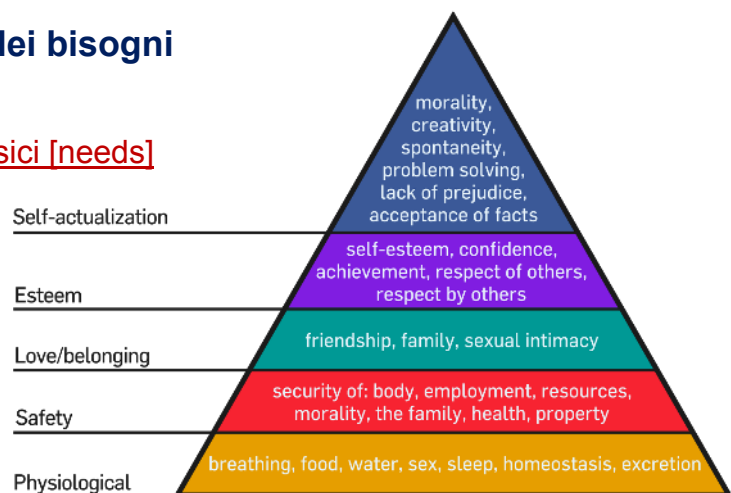 dei bisogni
sici [needs]
morality,
creativity,
spontaneity,
problem solving,
lack of prejudice,
acceptance of facts
Self-actualization
self-esteem, confidence,
achievement, respect of others,
respect by others
Esteem
friendship, family, sexual intimacy
Love/belonging
security of: body, employment, resources,
morality, the family, health, property
Safety
breathing, food, water, sex, sleep, homeostasis, excretion
Physiological